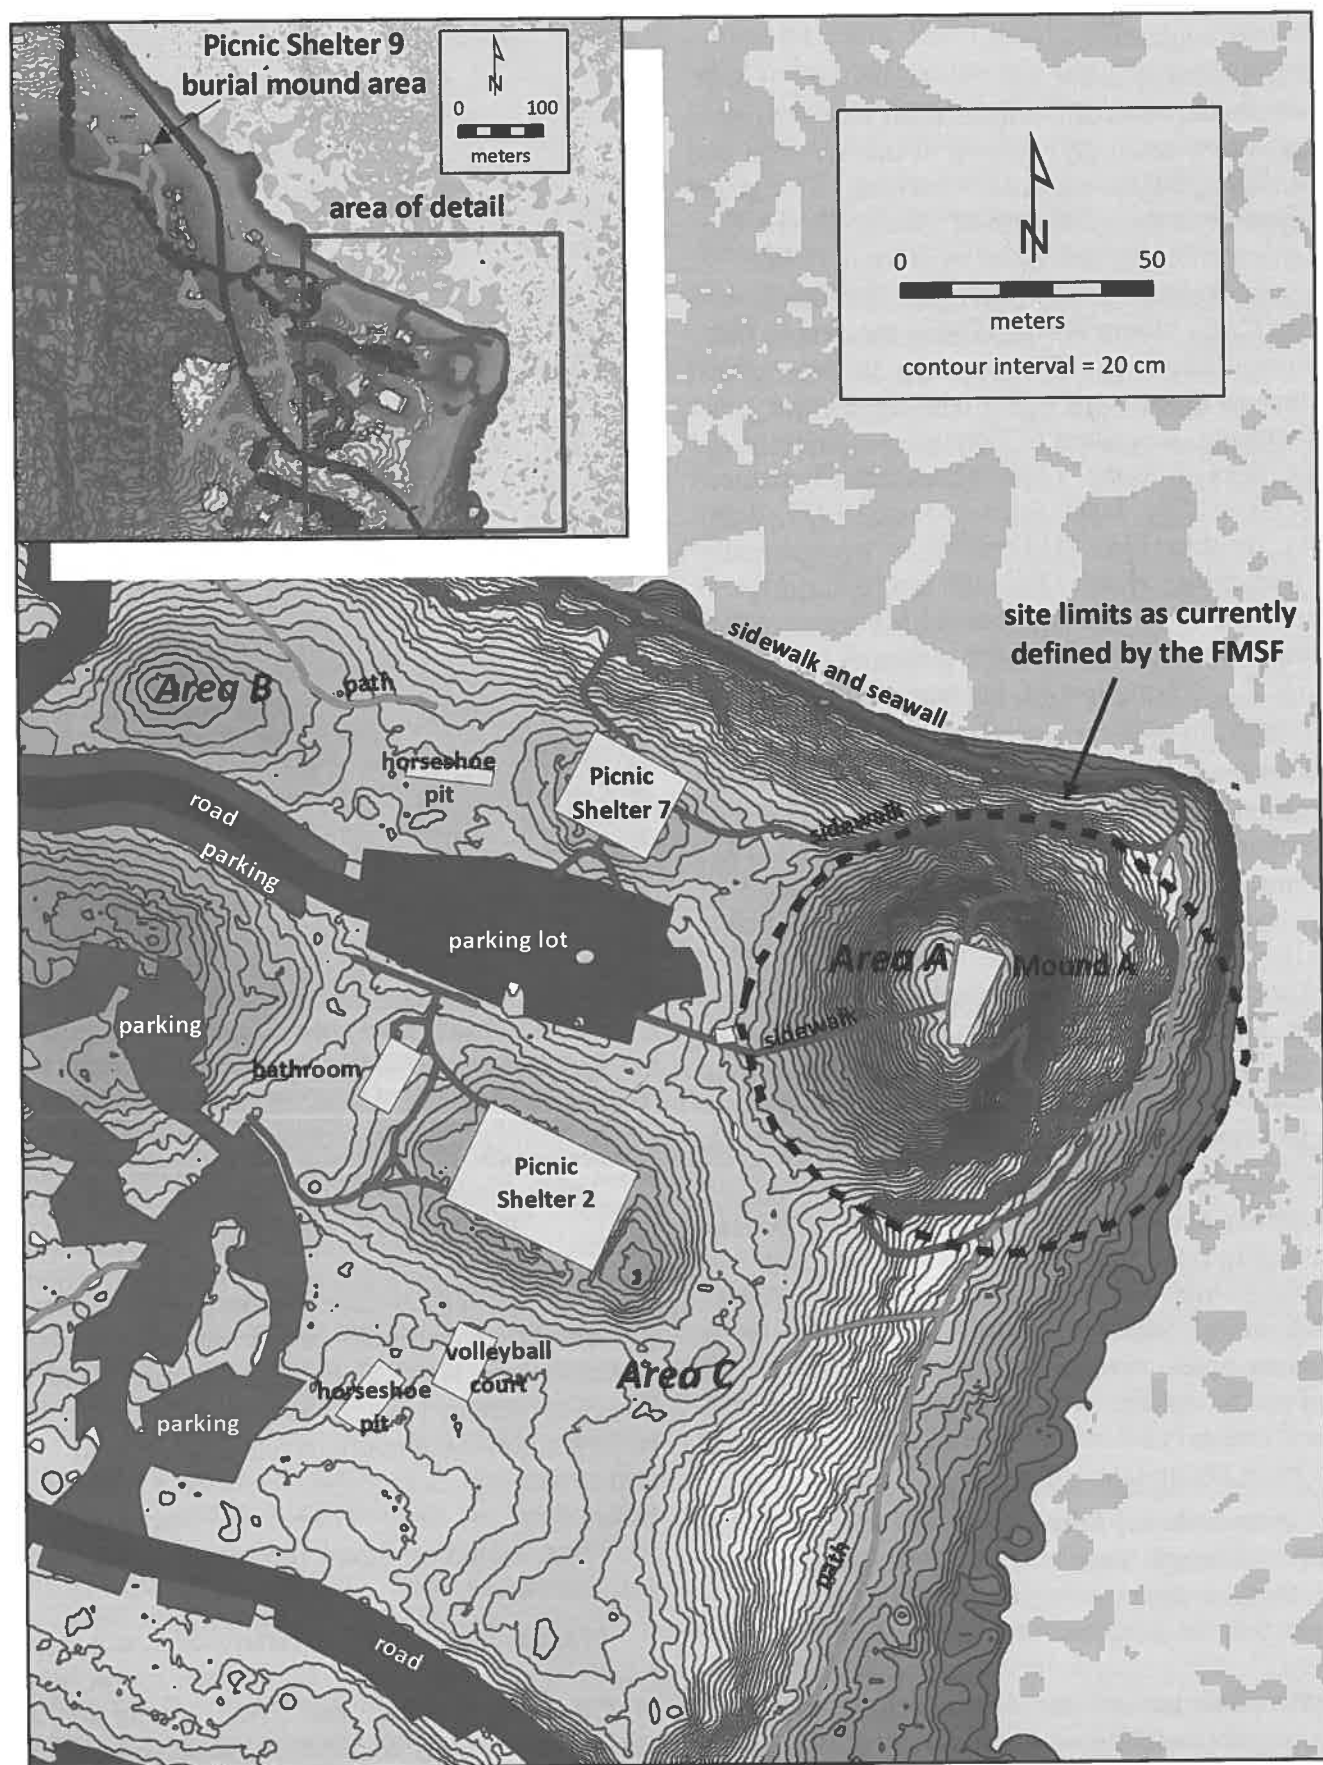 Picnic Shelter 9
burial mound area
N
0 100
meters
area of detail
N
0 50
meters
contour interval = 20 cm
site limits as currently
defined by the FMSF
sidewalk and seawall
Area B
path
horseshoe
pit
Picnic
Shelter 7
road
parking
sidewalk
parking lot
Area A
Mound A
sidewalk
parking
bathroom
Picnic
Shelter 2
volleyball
court
Area C
horseshoe
pit
parking
path
road